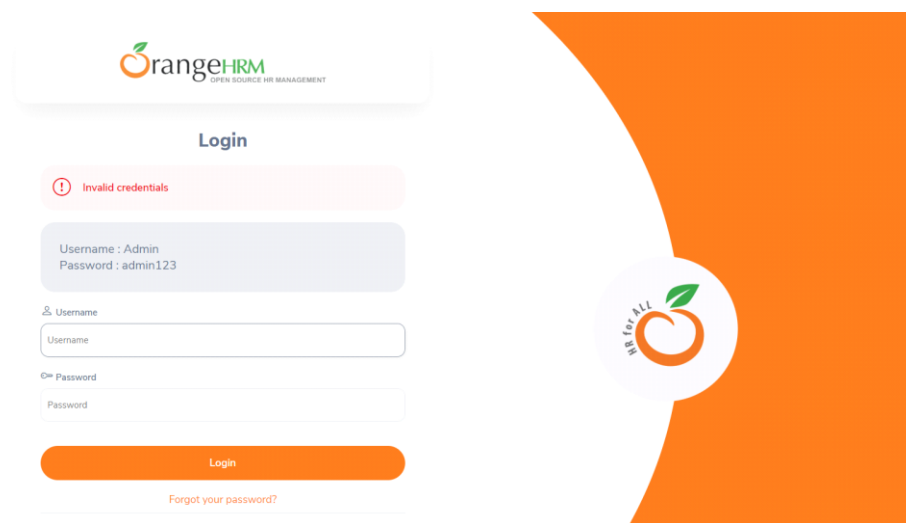 OrangeHRM
OPEN SOURCE HR MANAGEMENT
Login
Invalid credentials
Username : Admin
Password : admin123
Username
Username
Password
Password
Login
Forgot your password?
HR for ALL